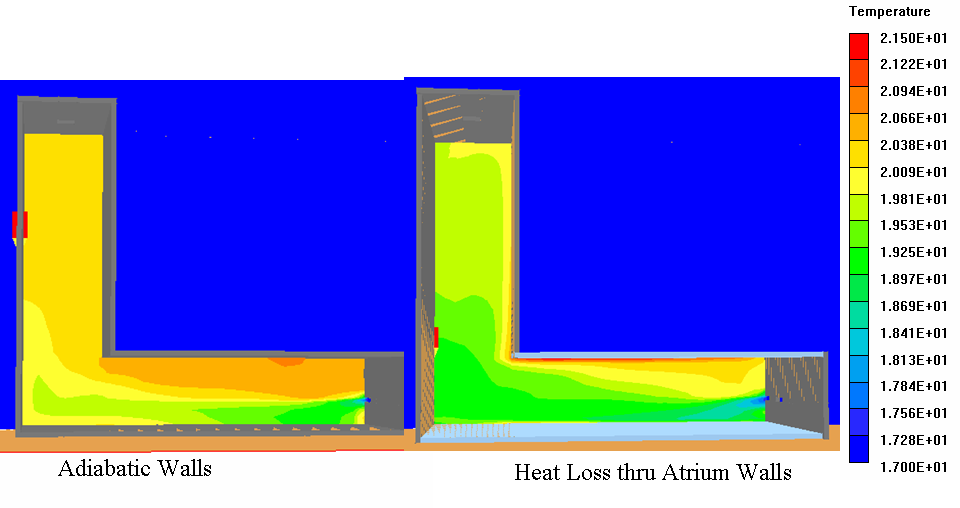 Temperature
2.150E+01
2.122E+01
2.094E+01
2.066E+01
2.038E+01
2.009E+01
1.981E+01
1.953E+01
1.925E+01
1.897E+01
1.869E+01
1.841E+01
1.813E+01
1.784E+01
1.756E+01
1.728E+01
1.700E+01
Adiabatic Walls
Heat Loss thru Atrium Walls